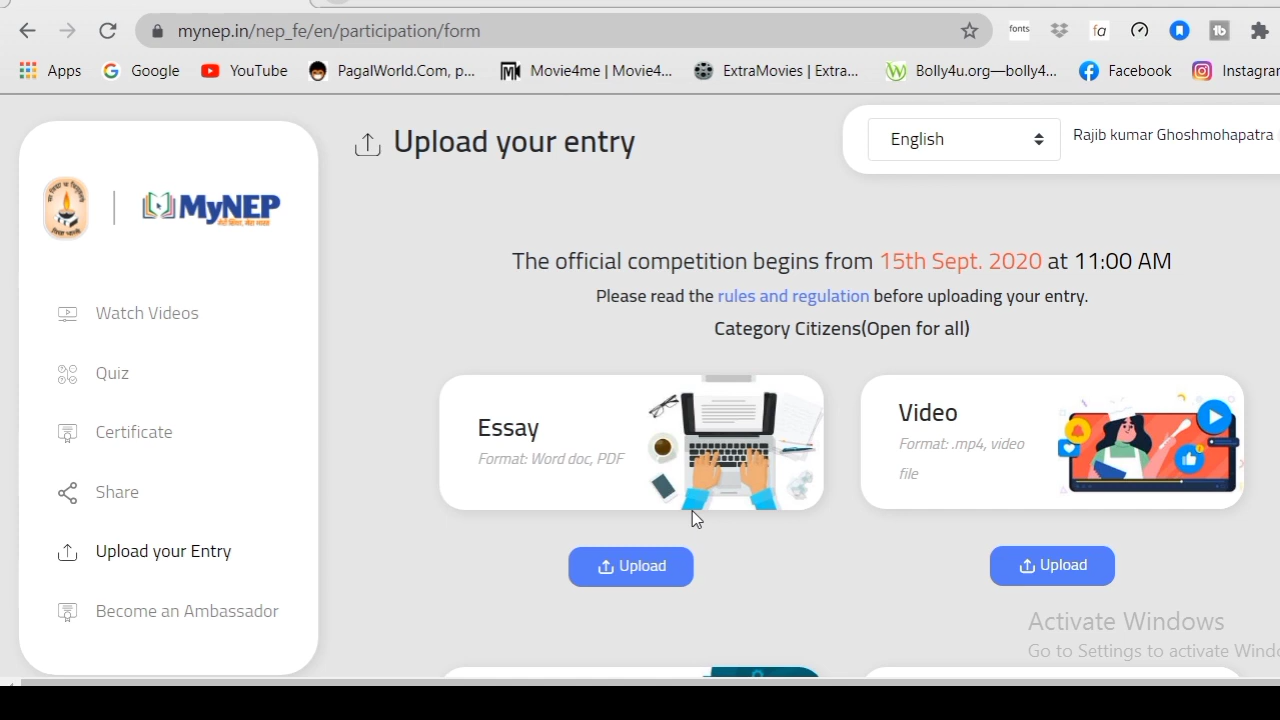 mynep.in/nep_fe/en/participation/form
fonts
fa
tb
Apps
Google
YouTube
PagalWorld.Com, p...
Movie4me | Movie4...
ExtraMovies | Extra...
Bolly4u.org—bolly4...
Facebook
Instagrar
Upload your entry
English
Rajib kumar Ghoshmohapatra
MyNEP
The official competition begins from 15th Sept. 2020 at 11:00 AM
Please read the rules and regulation before uploading your entry.
Category Citizens(Open for all)
Watch Videos
Quiz
Certificate
Share
Upload your Entry
Become an Ambassador
Essay
Format: Word doc, PDF
Upload
Video
Format: .mp4, video
file
Upload
Activate Windows
Go to Settings to activate Windo